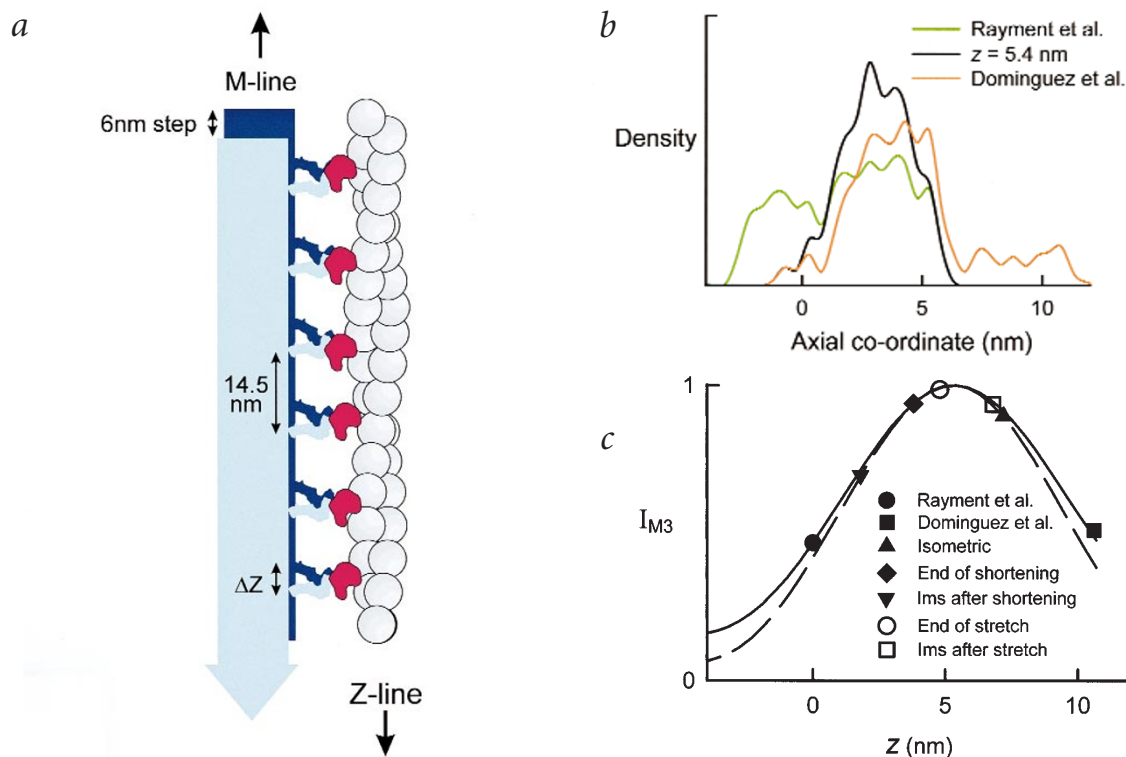 a
M-line
6nm step
14.5
nm
ΔZ
Z-line
b
Rayment et al.
z = 5.4 nm
Dominguez et al.
Density
0
5
10
Axial co-ordinate (nm)
c
1
I_M3
Rayment et al.
Dominguez et al.
Isometric
End of shortening
Ims after shortening
End of stretch
Ims after stretch
0
0
5
10
z (nm)